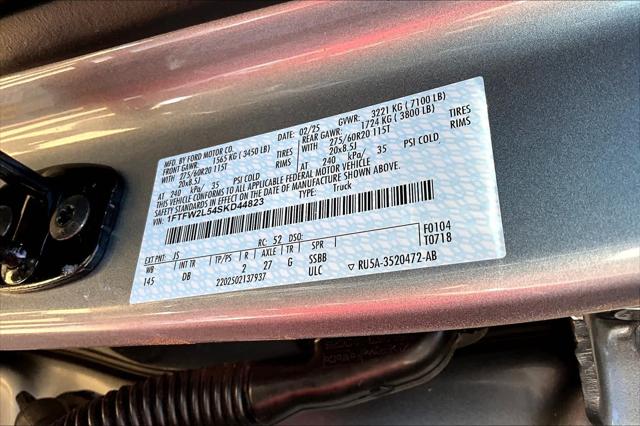 MFD. BY FORD MOTOR CO.
DATE: 02/25 GVWR: 3221 KG ( 7100 LB)
FRONT GAWR: 1565 KG ( 3450 LB) REAR GAWR: 1724 KG ( 3800 LB)
WITH 275/60R20 115T TIRES WITH 275/60R20 115T TIRES
20x8.5J RIMS 20x8.5J RIMS
AT 240 kPa/ 35 PSI COLD AT 240 kPa/ 35 PSI COLD
THIS VEHICLE CONFORMS TO ALL APPLICABLE FEDERAL MOTOR VEHICLE
SAFETY STANDARDS IN EFFECT ON THE DATE OF MANUFACTURE SHOWN ABOVE
1FTFW2L54SKD44823 TYPE: Truck
F0104
T0718
EXT PNT: JS RC: 52 DSO:
WB INT TR TP/PS R AXLE TR SPR
145 DB 2 27 G SSBB
2202502137937 ULC ▼ RU5A-3520472-AB